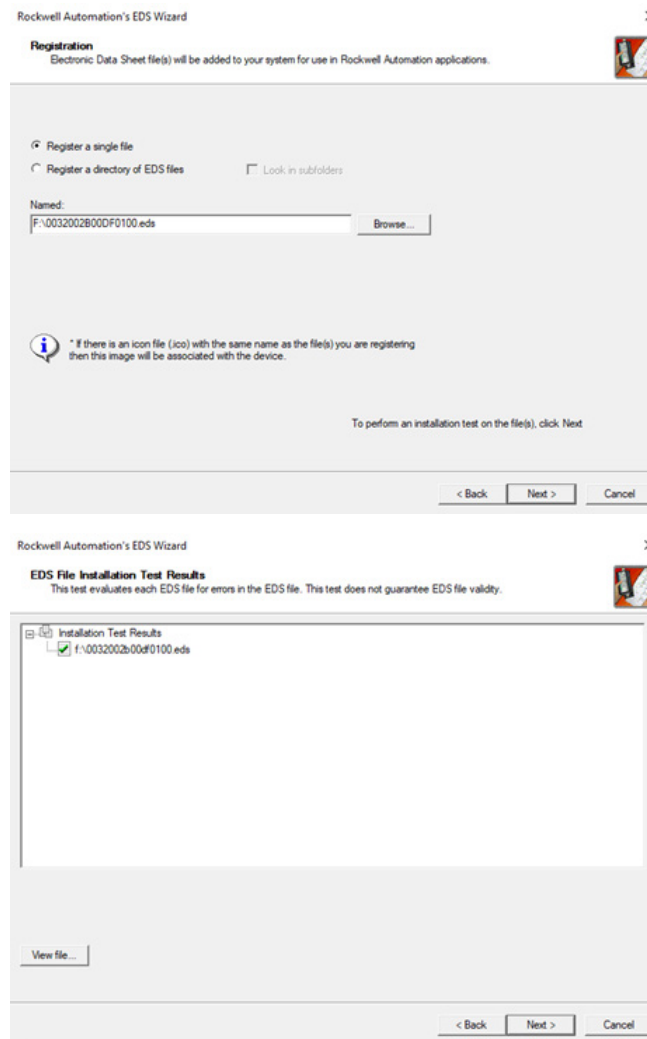 Rockwell Automation's EDS Wizard
Registration
Electronic Data Sheet file(s) will be added to your system for use in Rockwell Automation applications.
Register a single file
Register a directory of EDS files
Look in subfolders
Named:
F:\0032002B00DF0100.eds
Browse...
* If there is an icon file (.ico) with the same name as the file(s) you are registering
then this image will be associated with the device.
To perform an installation test on the file(s), click Next
< Back
Next >
Cancel
Rockwell Automation's EDS Wizard
EDS File Installation Test Results
This test evaluates each EDS file for errors in the EDS file. This test does not guarantee EDS file validity.
Installation Test Results
f:\0032002b00df0100.eds
View file...
< Back
Next >
Cancel